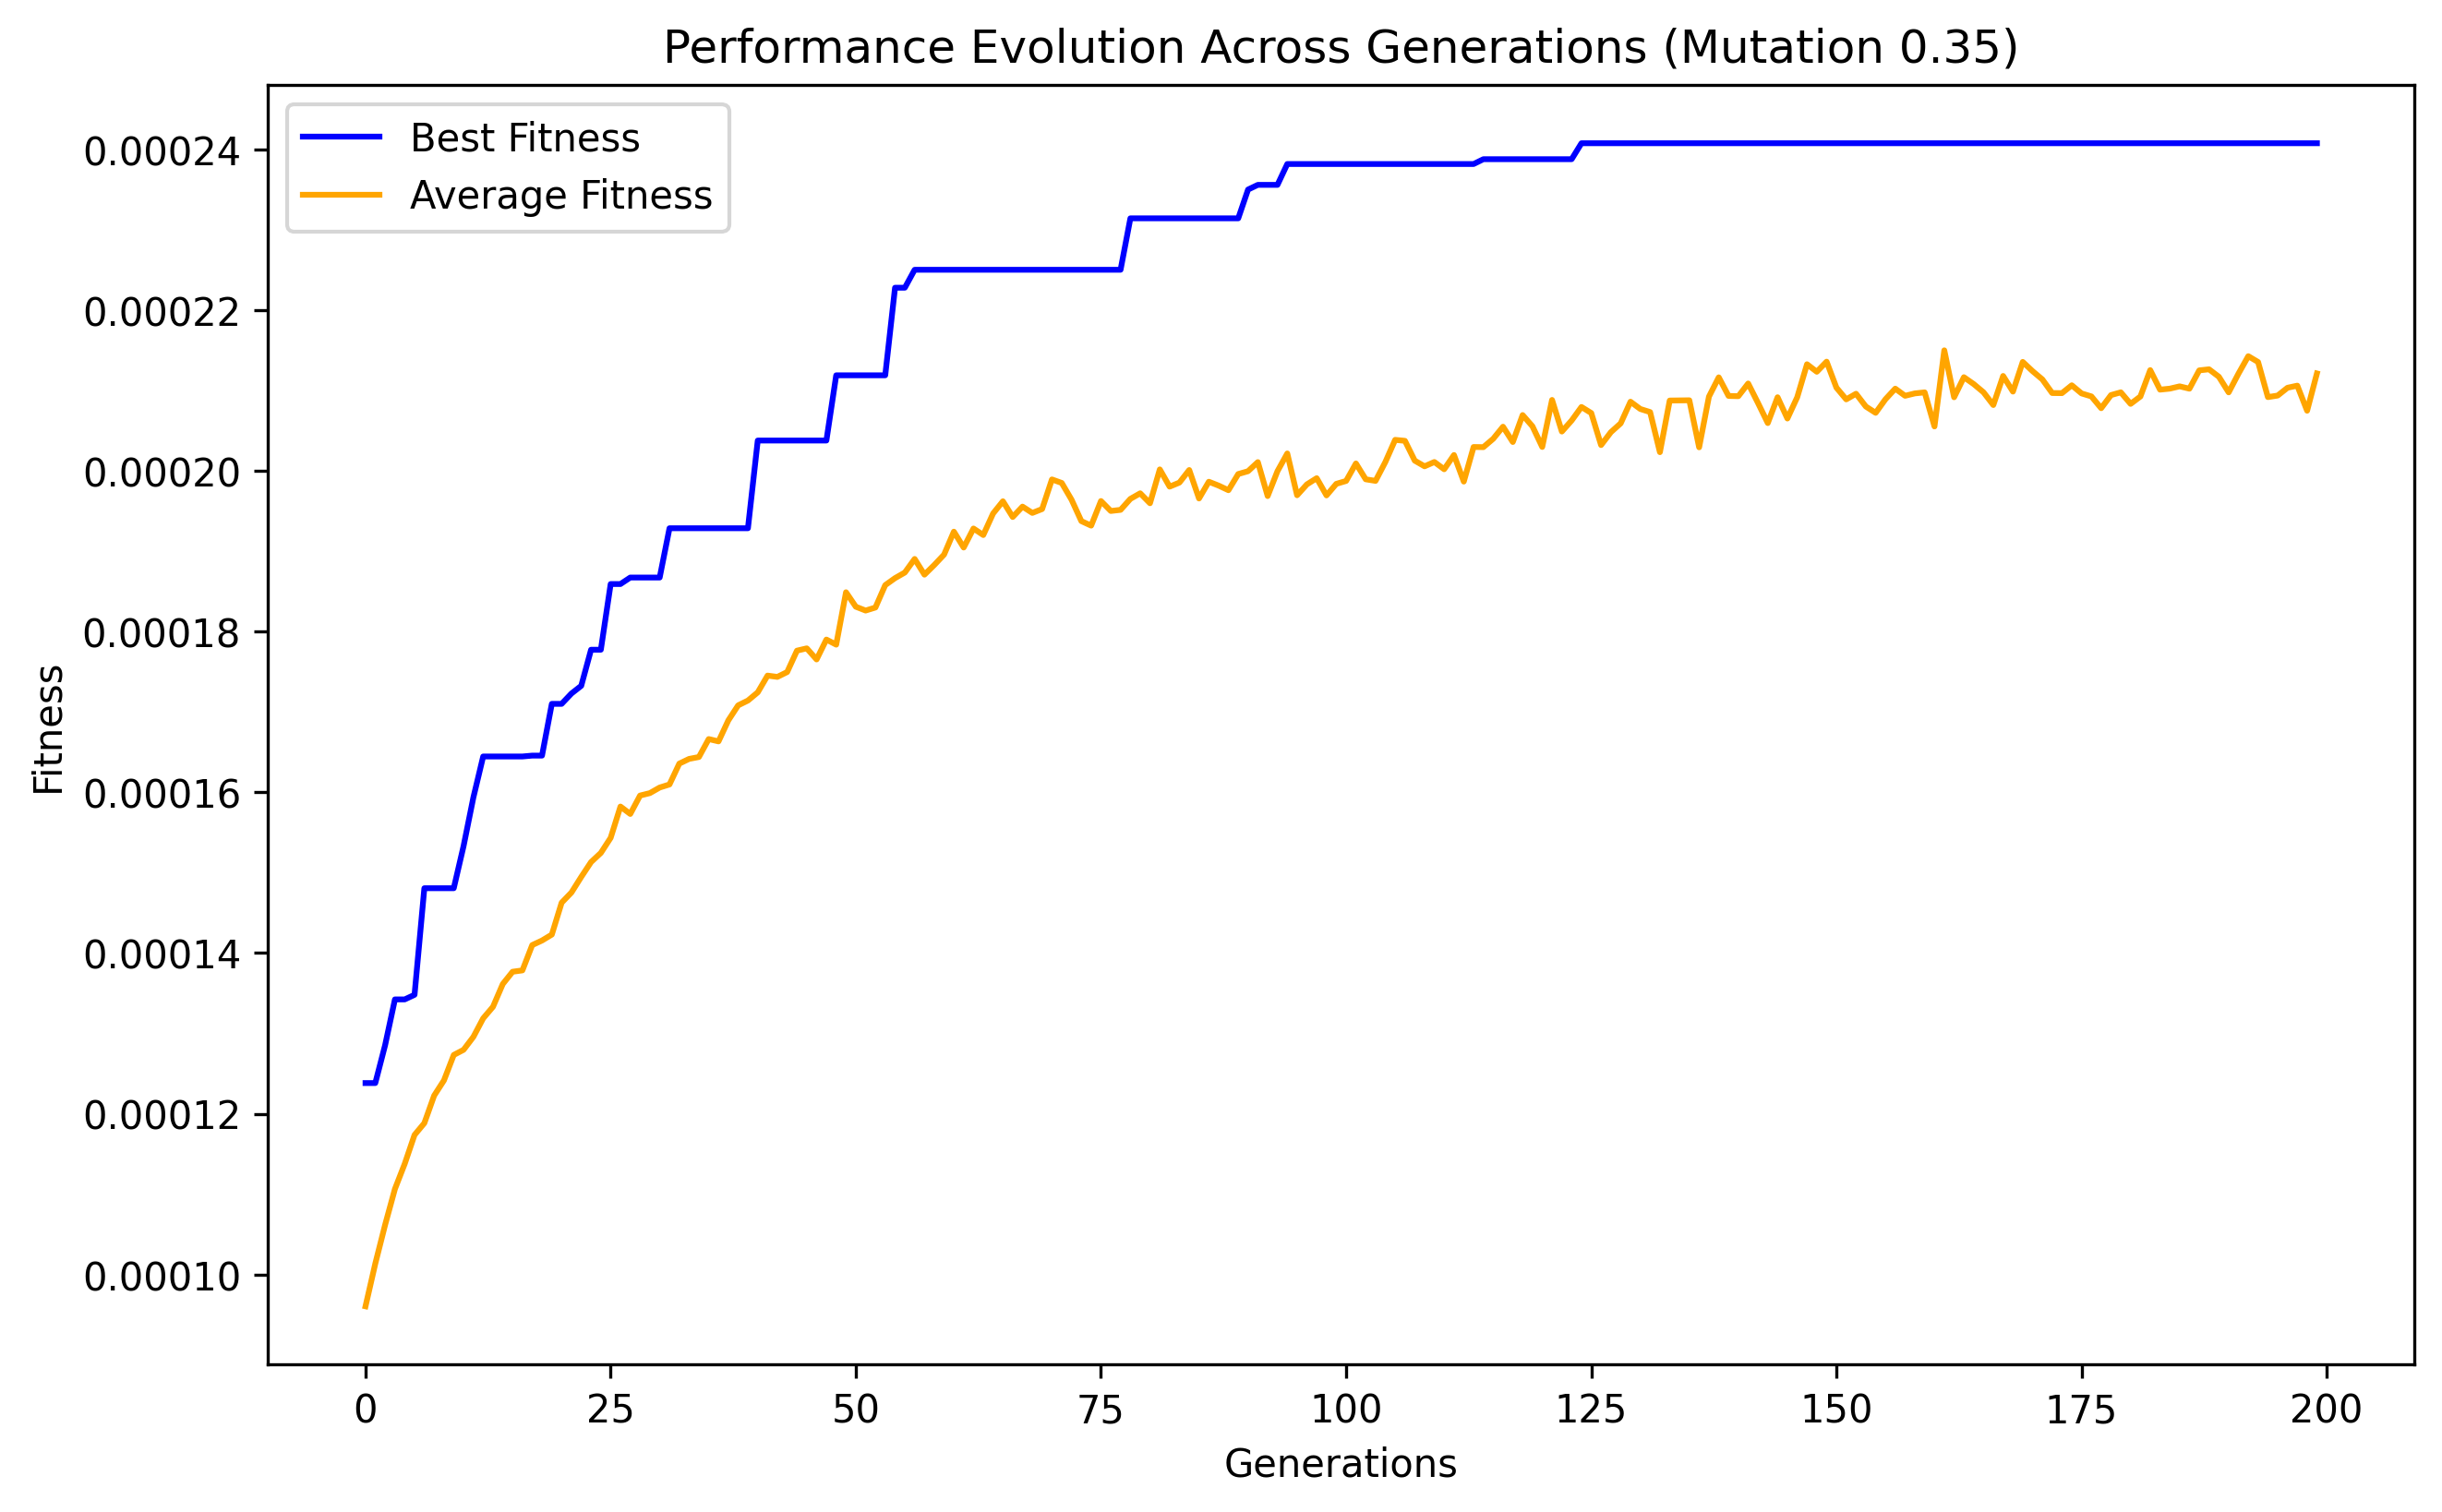 Performance Evolution Across Generations (Mutation 0.35)
Best Fitness
Average Fitness
0.00024
0.00022
0.00020
0.00018
0.00016
0.00014
0.00012
0.00010
Fitness
0 25 50 75 100 125 150 175 200
Generations